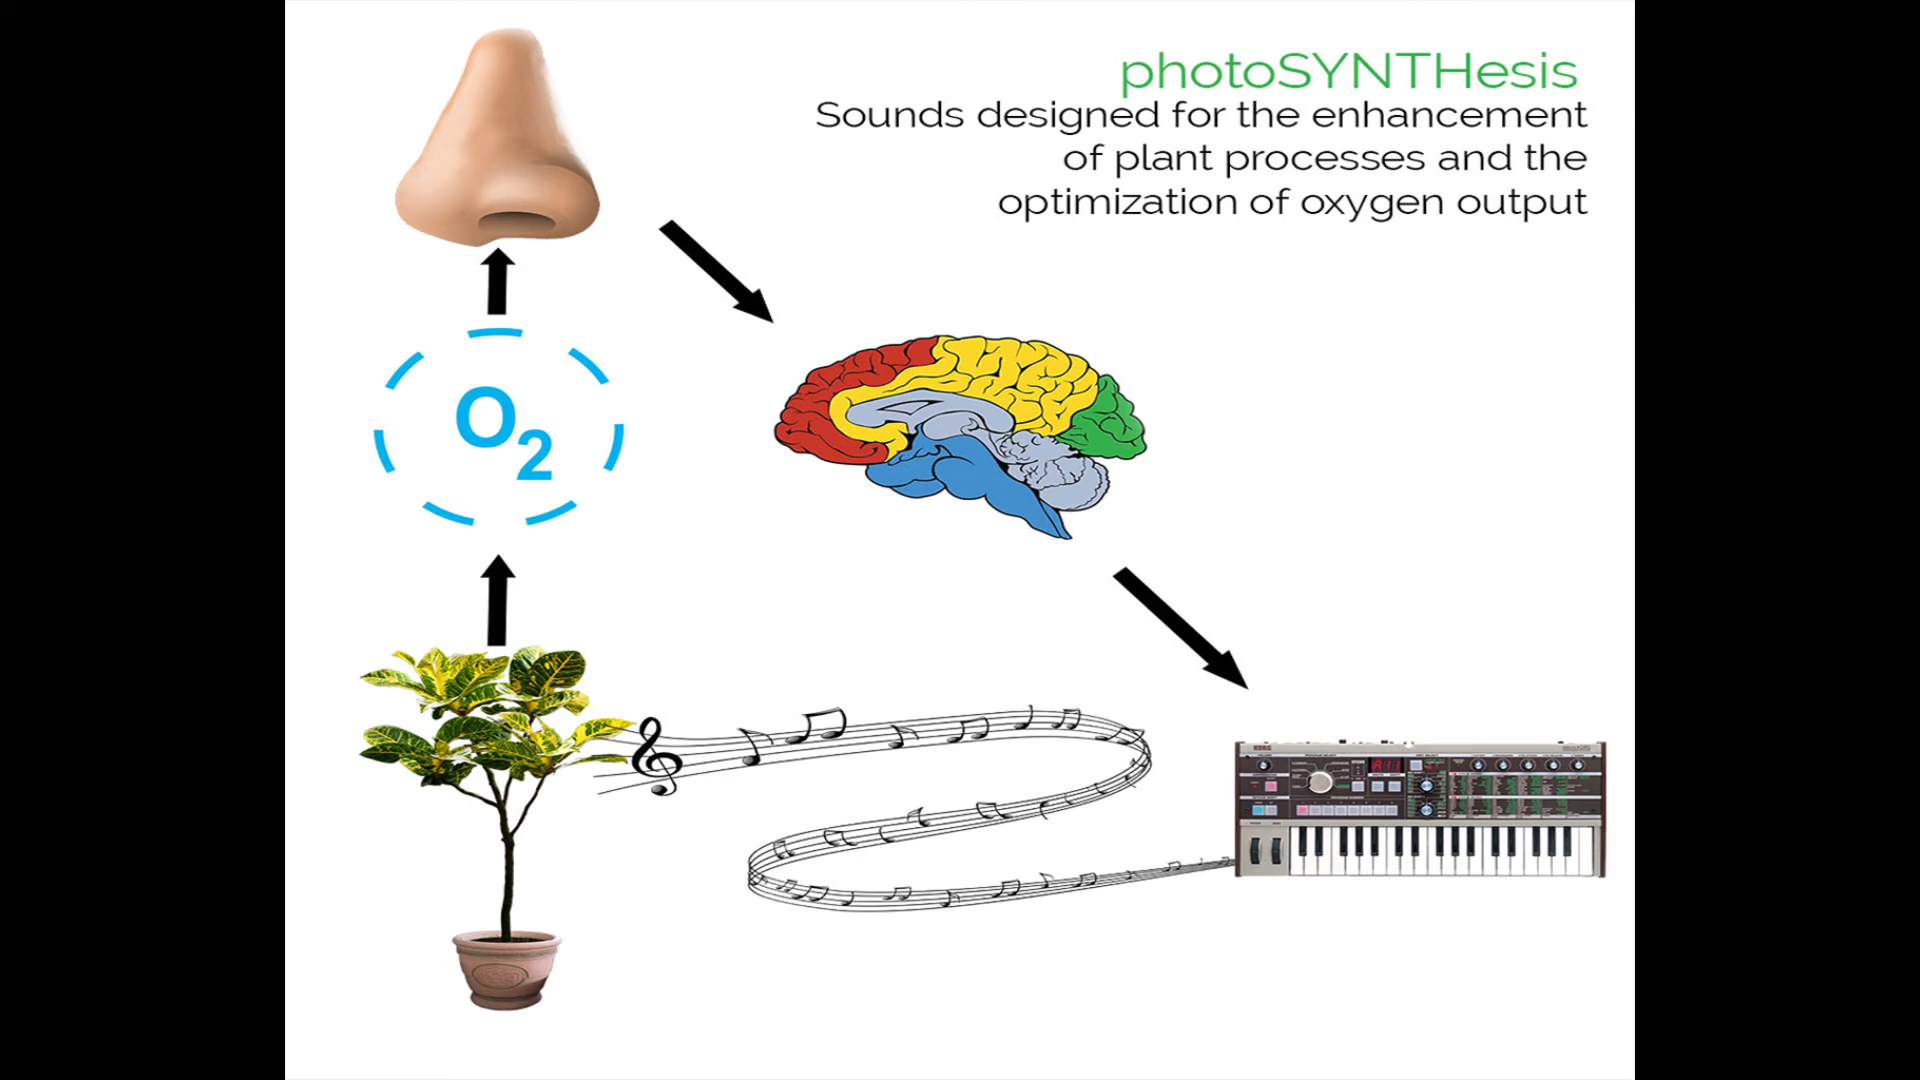 photoSYNTHesis
Sounds designed for the enhancement
of plant processes and the
optimization of oxygen output
O2